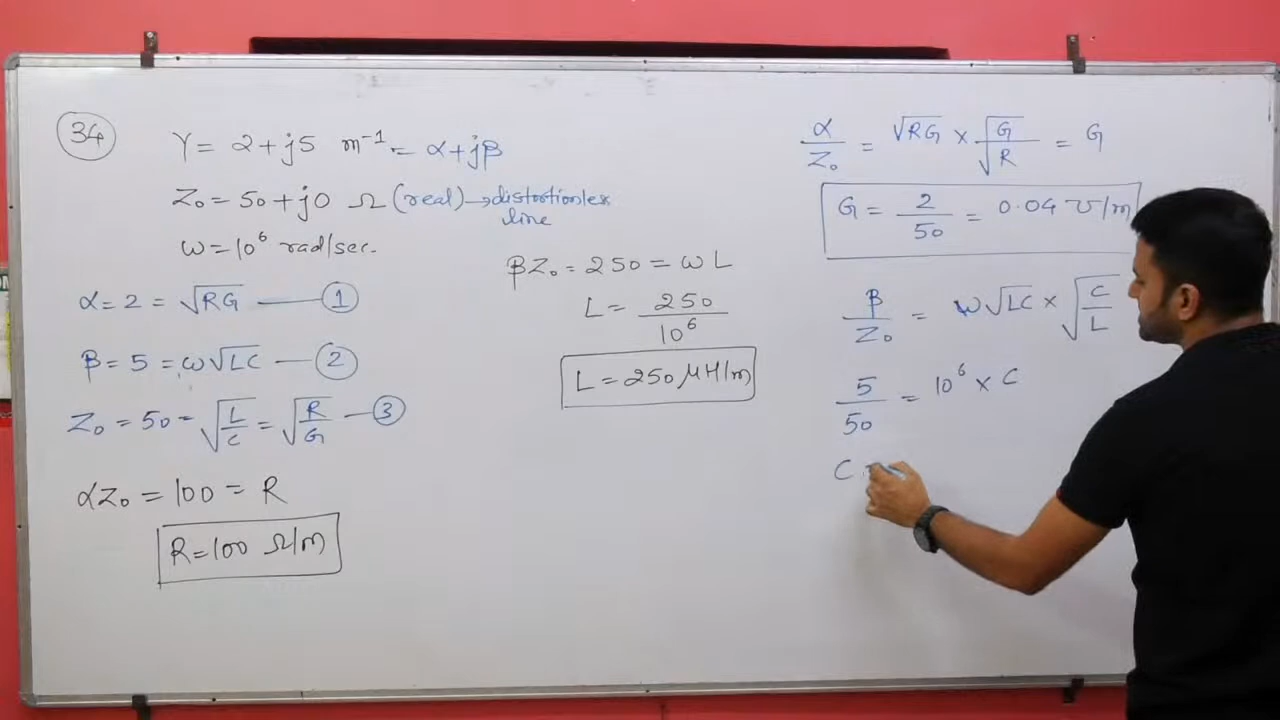 34
γ = 2 + j5 m⁻¹ = α + jβ
Z₀ = 50 + j0 Ω (real) → distortionless line
ω = 10⁶ rad/sec.
α = 2 = √RG —— 1
β = 5 = ω√LC — 2
Z₀ = 50 = √(L/C) = √(R/G) — 3
αZ₀ = 100 = R
R = 100 Ω/m
βZ₀ = 250 = ωL
L = 250/10⁶
L = 250 μH/m
α/Z₀ = √RG × √G/√R = G
G = 2/50 = 0.04 ℧/m
β/Z₀ = ω√LC × √(C/L)
5/50 = 10⁶ × C
C